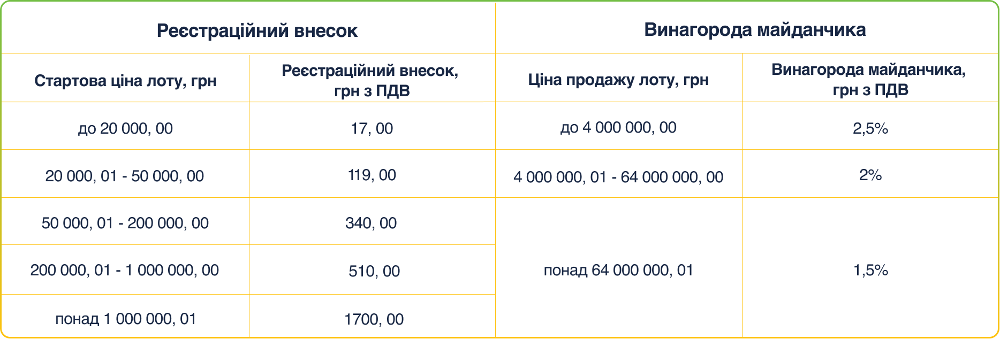 Реєстраційний внесок
Винагорода майданчика
Стартова ціна лоту, грн
Реєстраційний внесок,
грн з ПДВ
Ціна продажу лоту, грн
Винагорода майданчика,
грн з ПДВ
до 20 000, 00
17, 00
до 4 000 000, 00
2,5%
20 000, 01 - 50 000, 00
119, 00
4 000 000, 01 - 64 000 000, 00
2%
50 000, 01 - 200 000, 00
340, 00
200 000, 01 - 1 000 000, 00
510, 00
понад 64 000 000, 01
1,5%
понад 1 000 000, 01
1700, 00